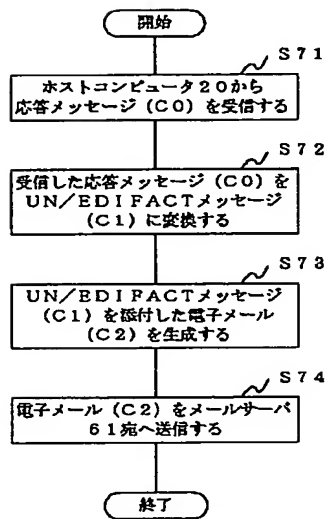 開始
S71
ホストコンピュータ20から
応答メッセージ(C0)を受信する
S72
受信した応答メッセージ(C0)を
UN/EDIFACTメッセージ
(C1)に変換する
S73
UN/EDIFACTメッセージ
(C1)を添付した電子メール
(C2)を生成する
S74
電子メール(C2)をメールサーバ
61宛へ送信する
終了